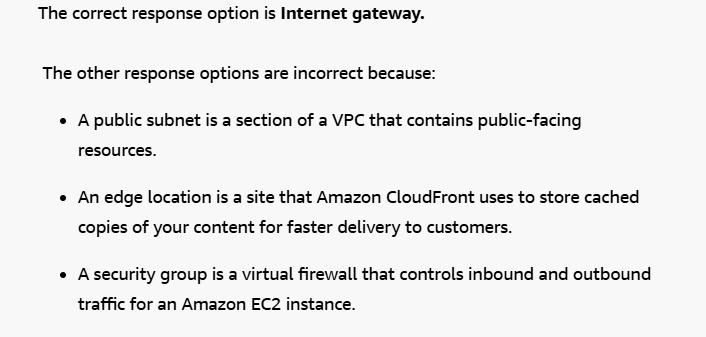 The correct response option is Internet gateway.
The other response options are incorrect because:
• A public subnet is a section of a VPC that contains public-facing
resources.
• An edge location is a site that Amazon CloudFront uses to store cached
copies of your content for faster delivery to customers.
• A security group is a virtual firewall that controls inbound and outbound
traffic for an Amazon EC2 instance.